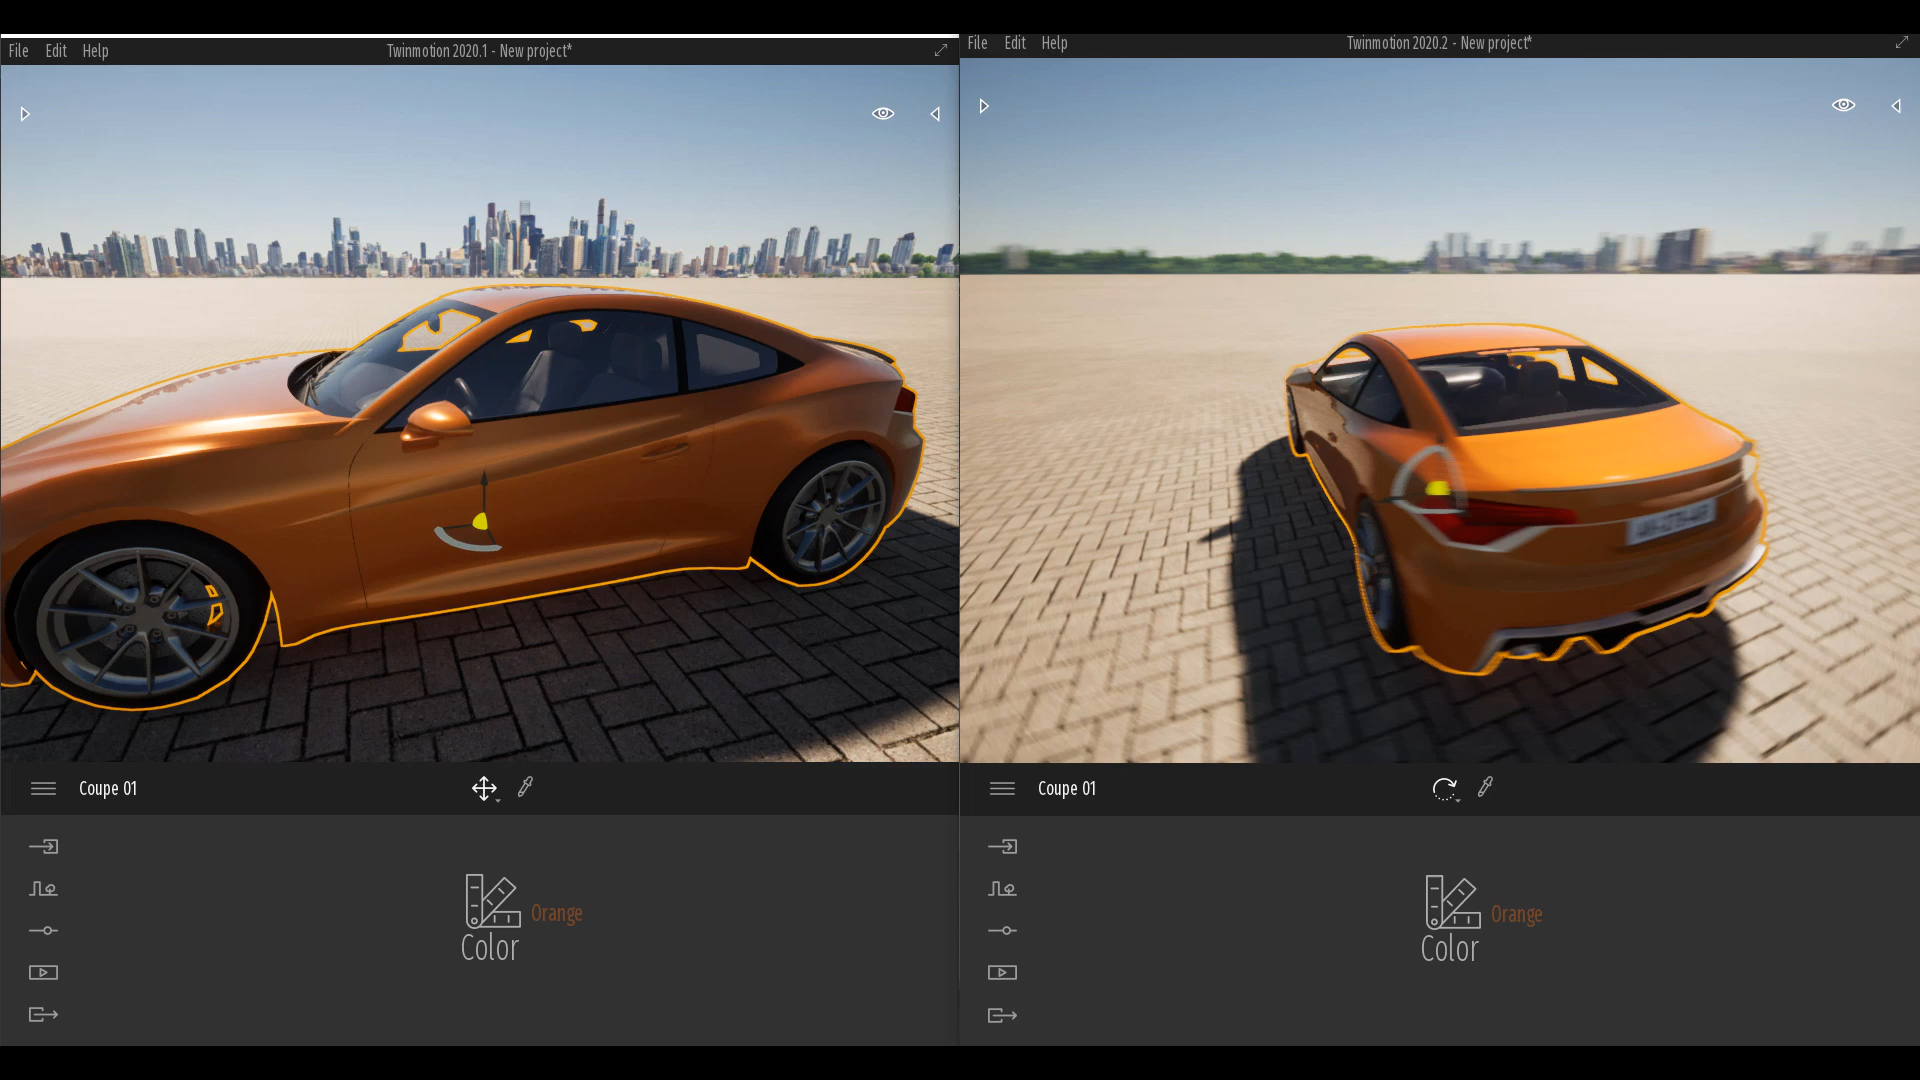 File Edit Help
Twinmotion 2020.1 - New project*
Coupe 01
Orange
Color
File Edit Help
Twinmotion 2020.2 - New project*
Coupe 01
Orange
Color